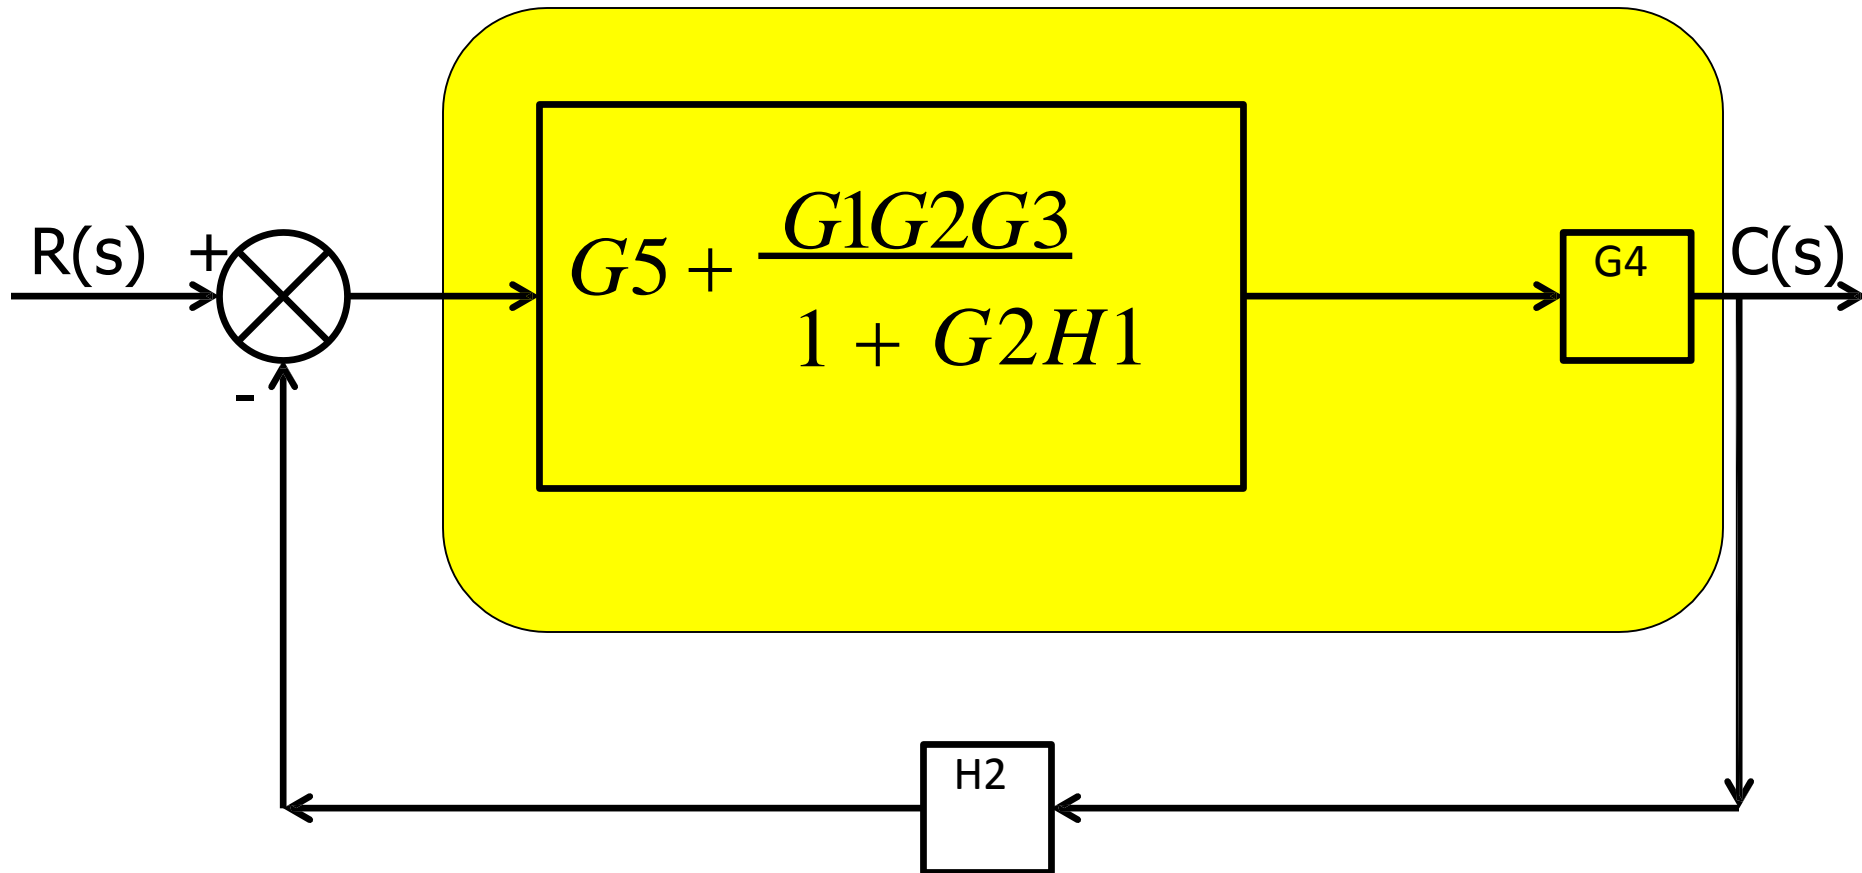 R(s)
+
G5 + G1G2G3
1 + G2H1
G4
C(s)
-
H2